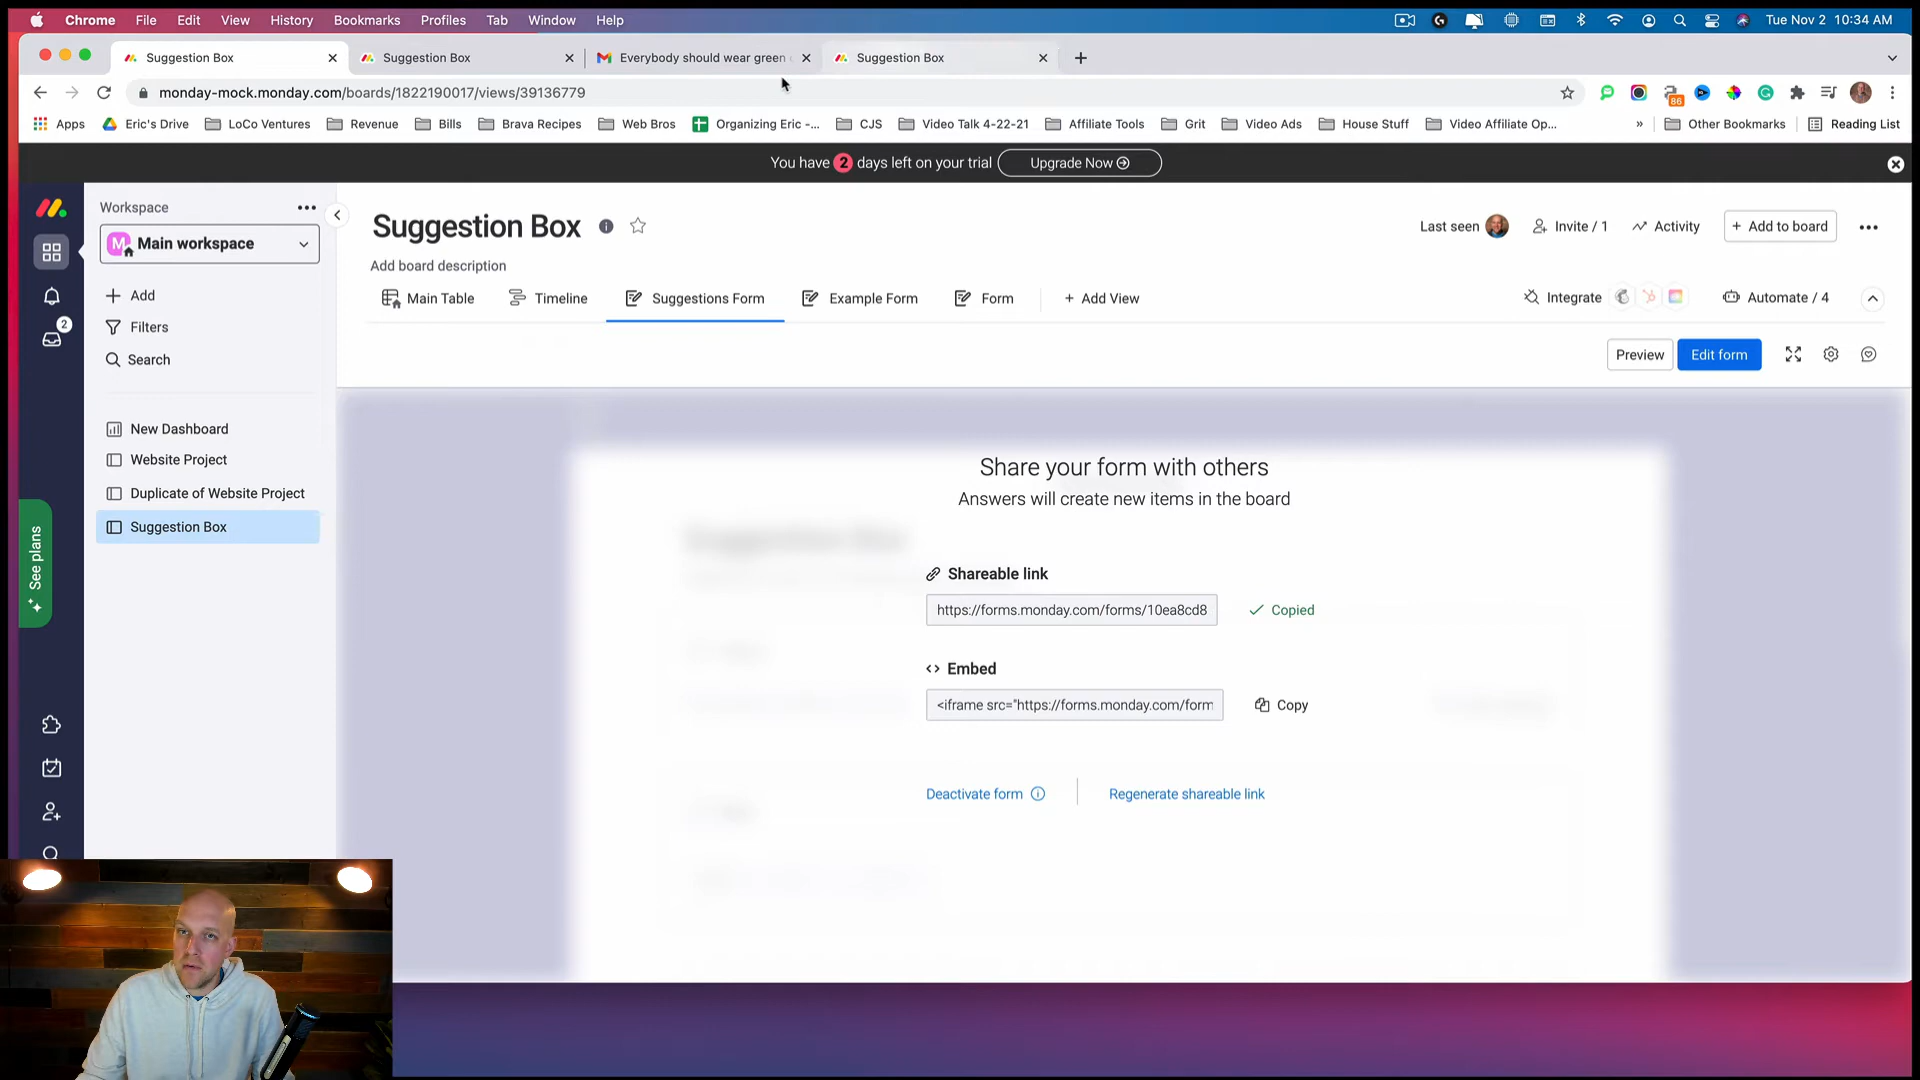 Chrome File Edit View History Bookmarks Profiles Tab Window Help Tue Nov 2 10:34 AM
Suggestion Box Suggestion Box Everybody should wear green Suggestion Box
monday-mock.monday.com/boards/1822190017/views/39136779
86
Apps Eric's Drive LoCo Ventures Revenue Bills Brava Recipes Web Bros Organizing Eric -... CJS Video Talk 4-22-21 Affiliate Tools Grit Video Ads House Stuff Video Affiliate Op... » Other Bookmarks Reading List
You have 2 days left on your trial Upgrade Now
Workspace
M Main workspace
Add
Filters
2
Search
New Dashboard
Website Project
Duplicate of Website Project
Suggestion Box
See plans
Suggestion Box
Last seen Invite / 1 Activity + Add to board
Add board description
Main Table Timeline Suggestions Form Example Form Form + Add View Integrate Automate / 4
Preview Edit form
Share your form with others
Answers will create new items in the board
Shareable link
https://forms.monday.com/forms/10ea8cd8 Copied
Embed
<iframe src="https://forms.monday.com/form Copy
Deactivate form Regenerate shareable link